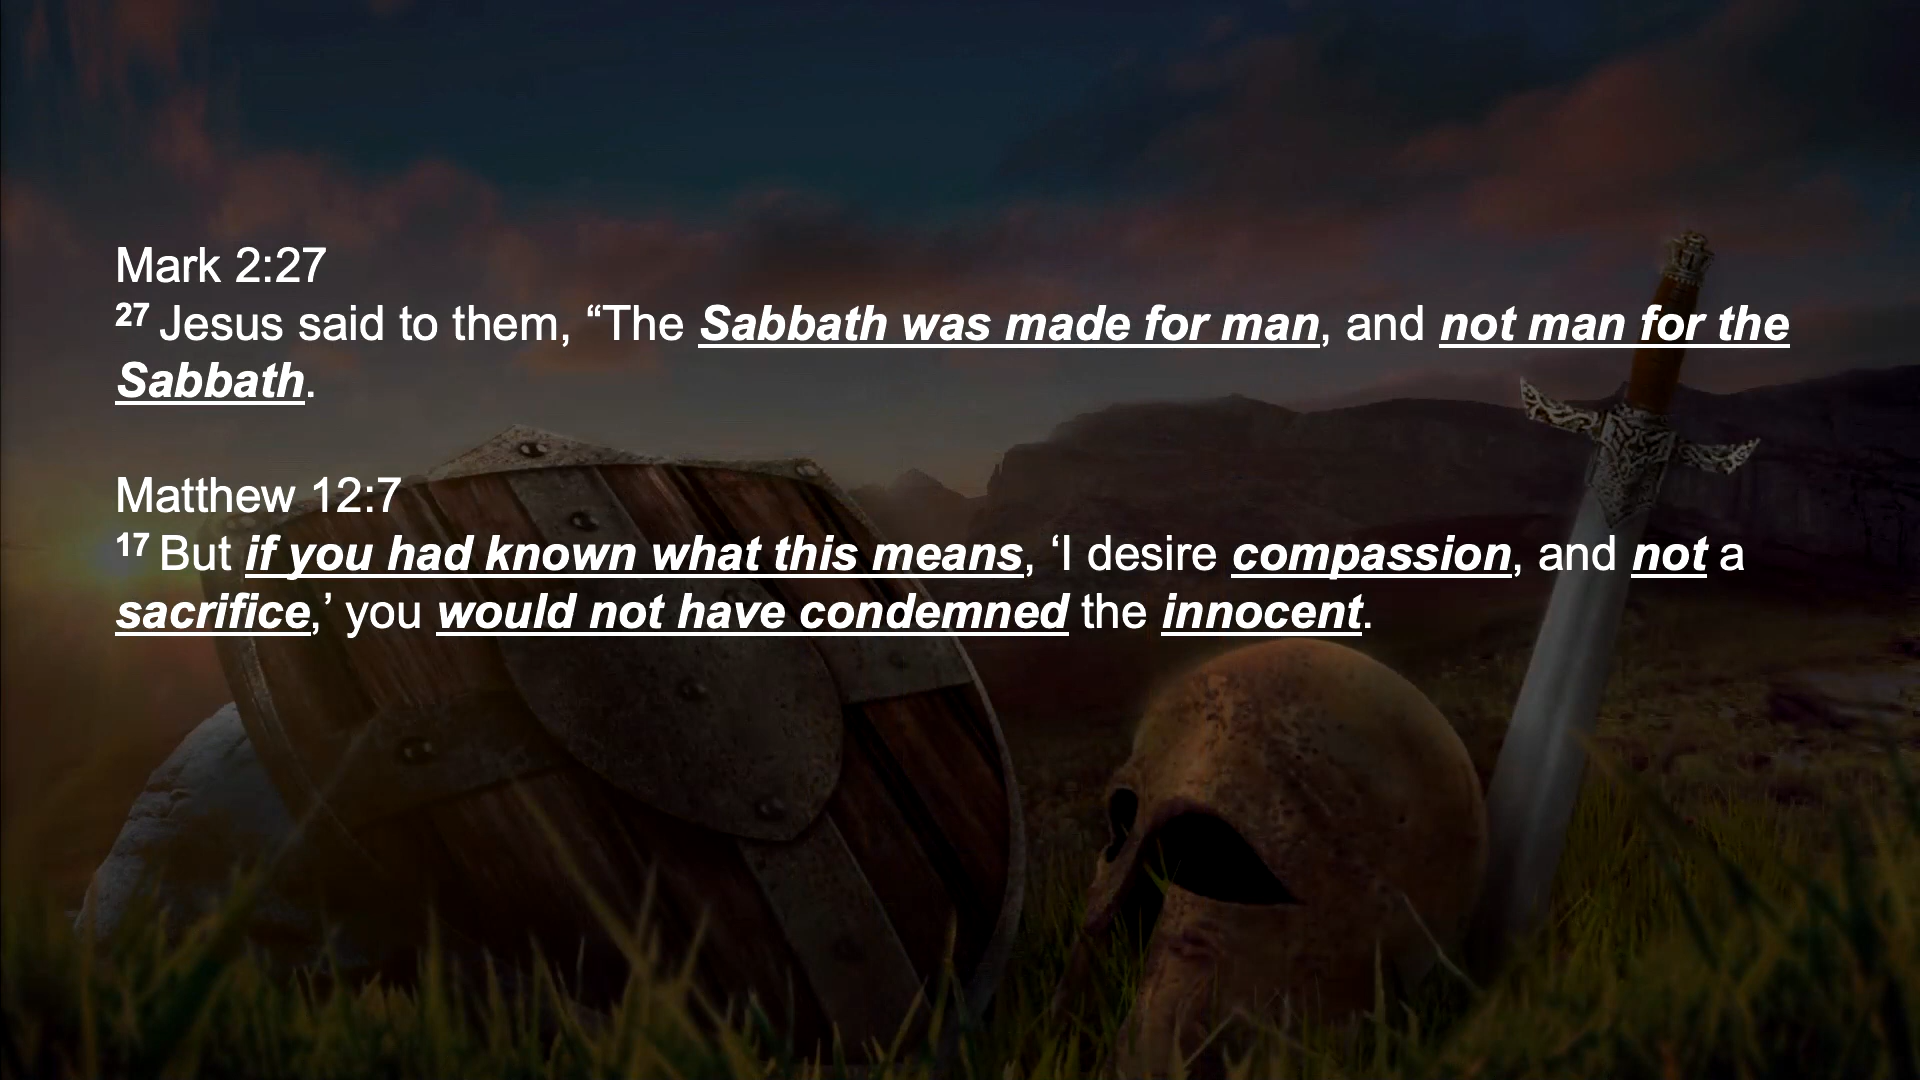 Mark 2:27
27 Jesus said to them, “The Sabbath was made for man, and not man for the
Sabbath.
Matthew 12:7
17 But if you had known what this means, ‘I desire compassion, and not a
sacrifice,’ you would not have condemned the innocent.